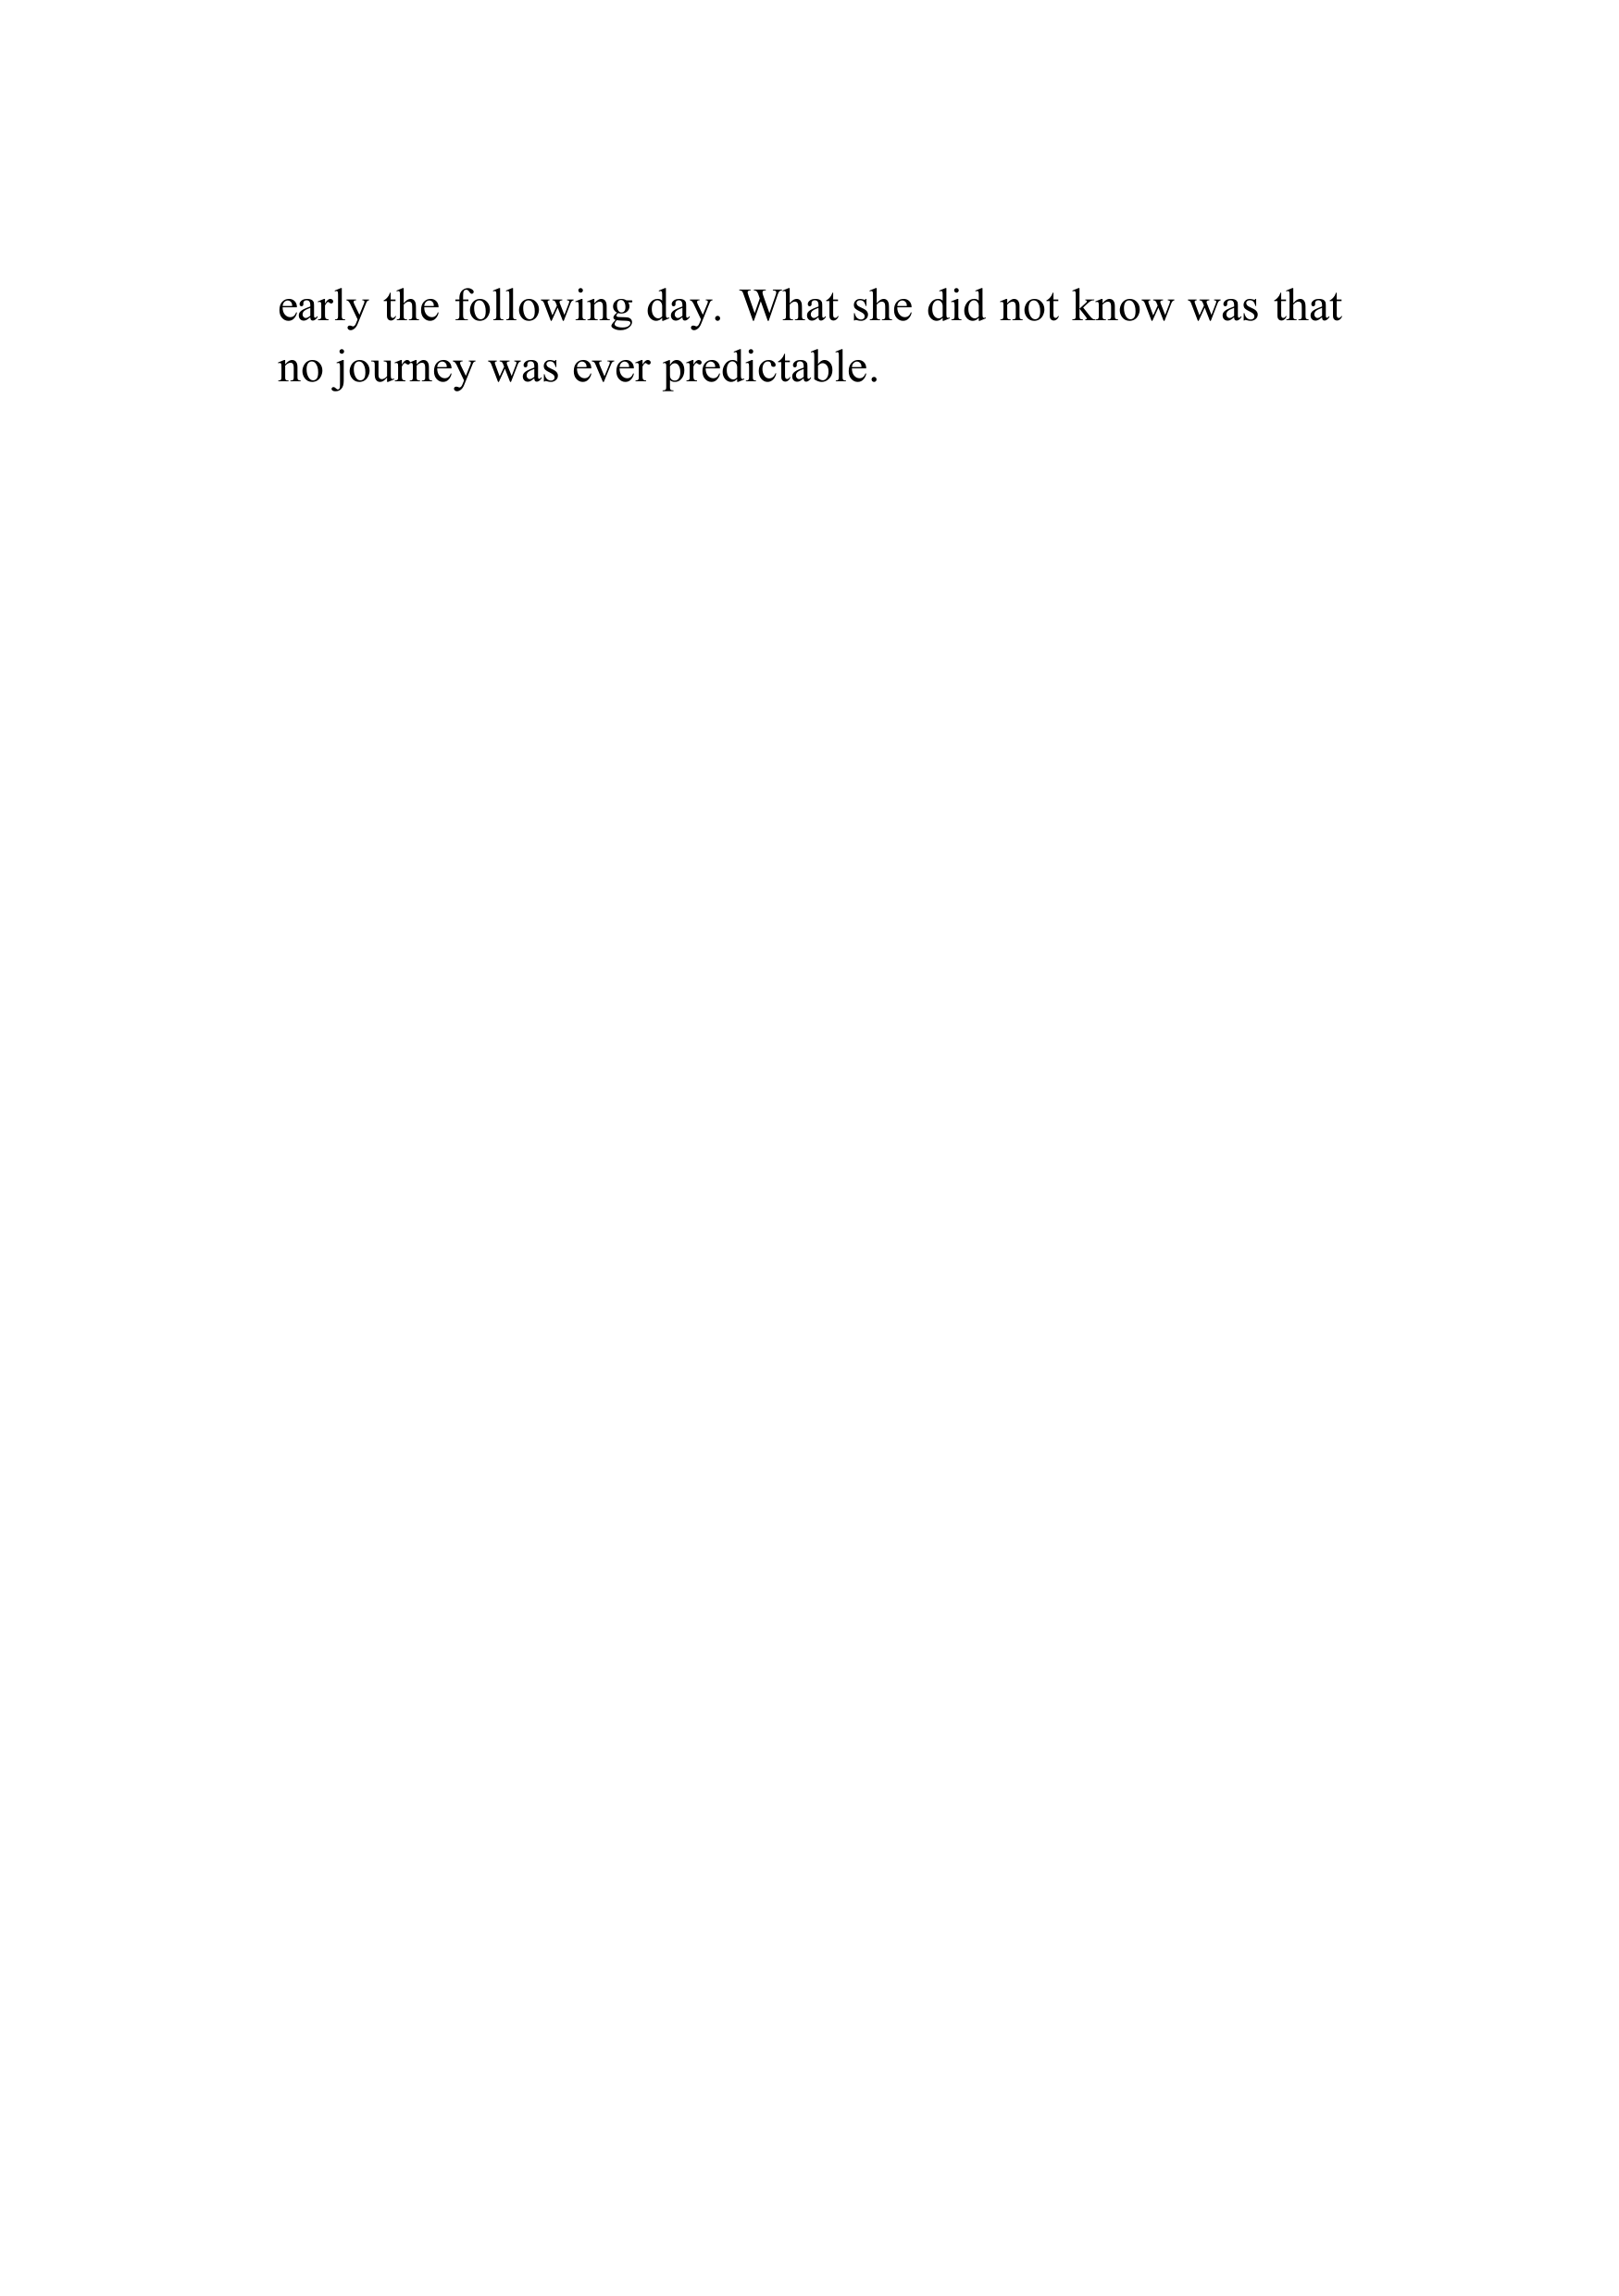 early the following day. What she did not know was that
no journey was ever predictable.